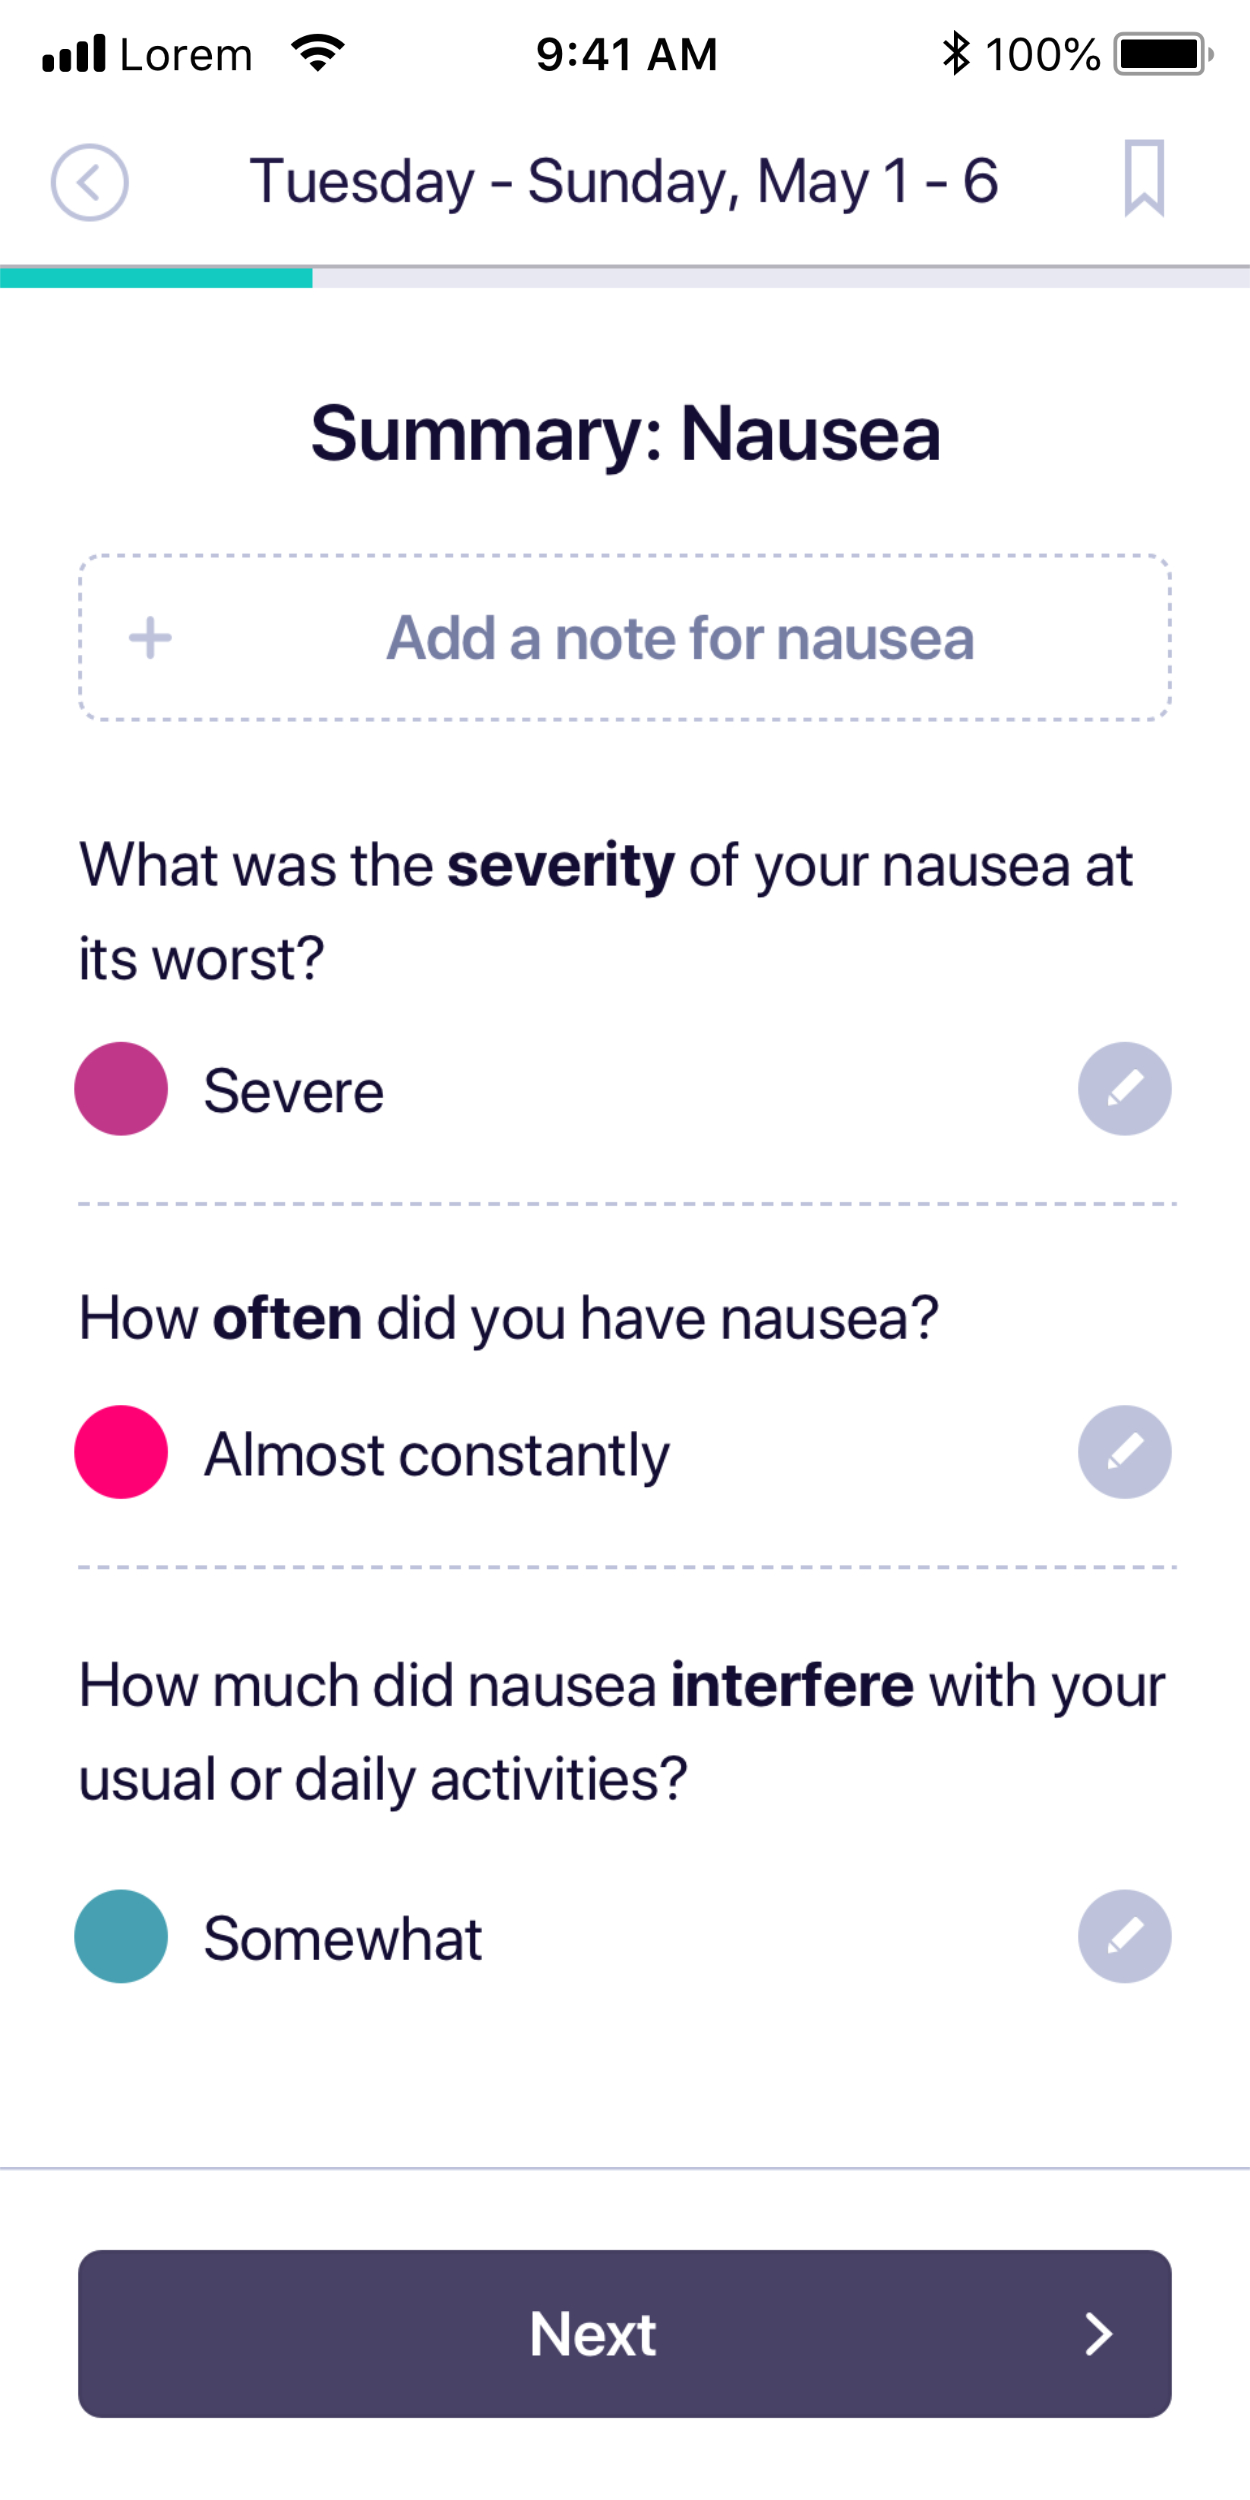 Lorem 9:41 AM 100%
Tuesday - Sunday, May 1 - 6
Summary: Nausea
Add a note for nausea
What was the severity of your nausea at
its worst?
Severe
How often did you have nausea?
Almost constantly
How much did nausea interfere with your
usual or daily activities?
Somewhat
Next